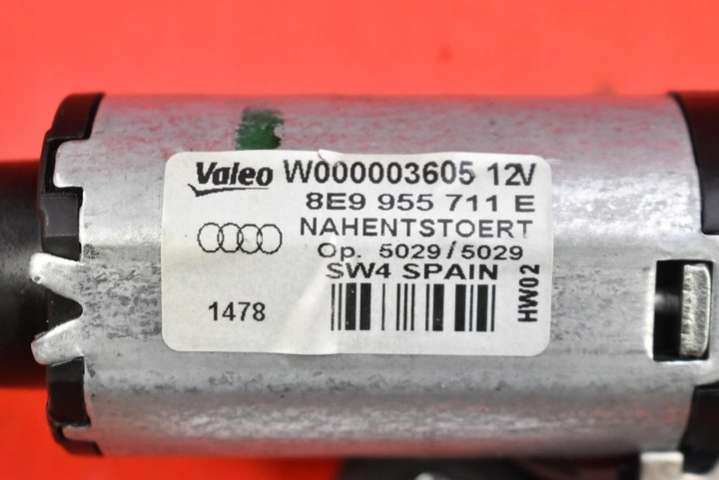 Valeo W000003605 12V
8E9 955 711 E
NAHENTSTOERT
Op. 5029/5029
SW4 SPAIN
1478
HW02